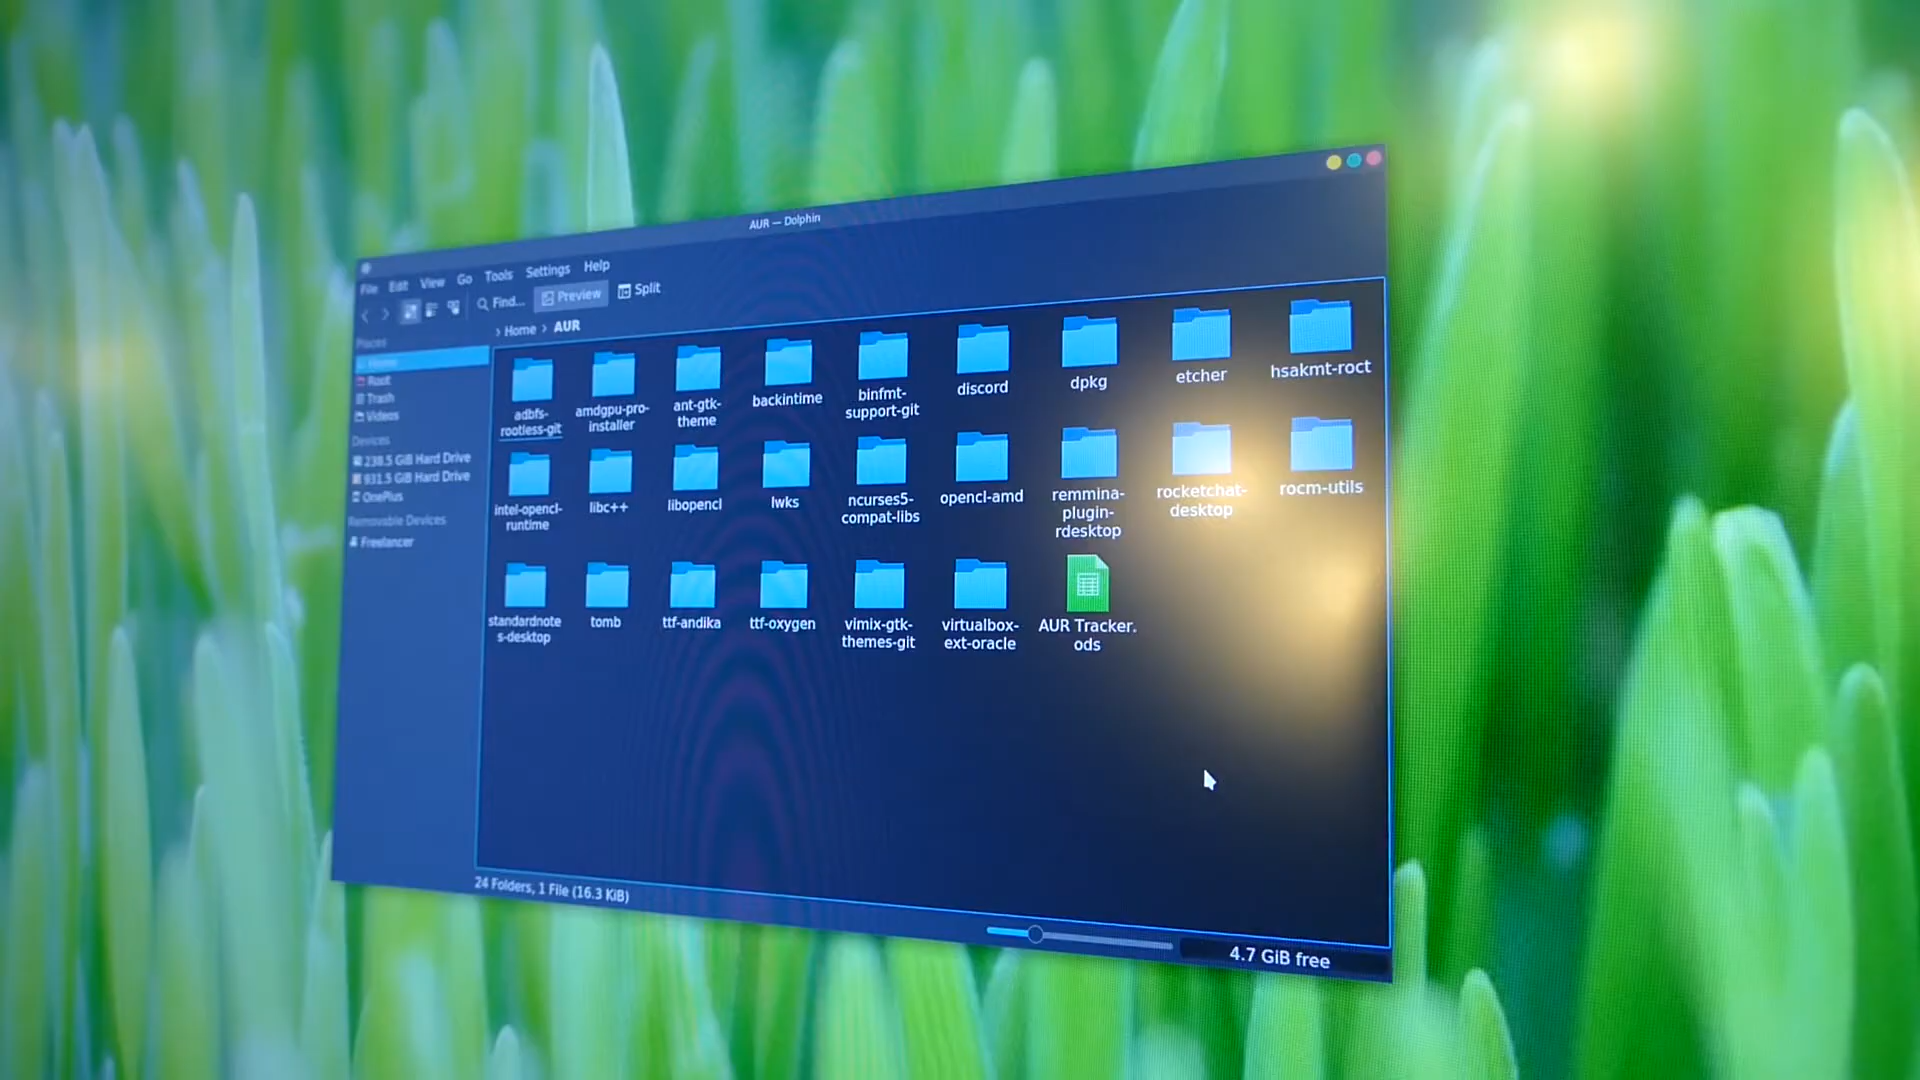 AUR — Dolphin
File Edit View Go Tools Settings Help
Find... Preview Split
> Home > AUR
Places
Home
Root
Trash
Videos
Devices
238.5 GiB Hard Drive
931.5 GiB Hard Drive
OnePlus
Removable Devices
Freelancer
adbfs-
rootless-git
amdgpu-pro-
installer
ant-gtk-
theme
backintime
binfmt-
support-git
discord
dpkg
etcher
hsakmt-roct
intel-opencl-
runtime
libc++
libopencl
lwks
ncurses5-
compat-libs
opencl-amd
remmina-
plugin-
rdesktop
rocketchat-
desktop
rocm-utils
standardnote
s-desktop
tomb
ttf-andika
ttf-oxygen
vimix-gtk-
themes-git
virtualbox-
ext-oracle
AUR Tracker.
ods
24 Folders, 1 File (16.3 KiB)
4.7 GiB free